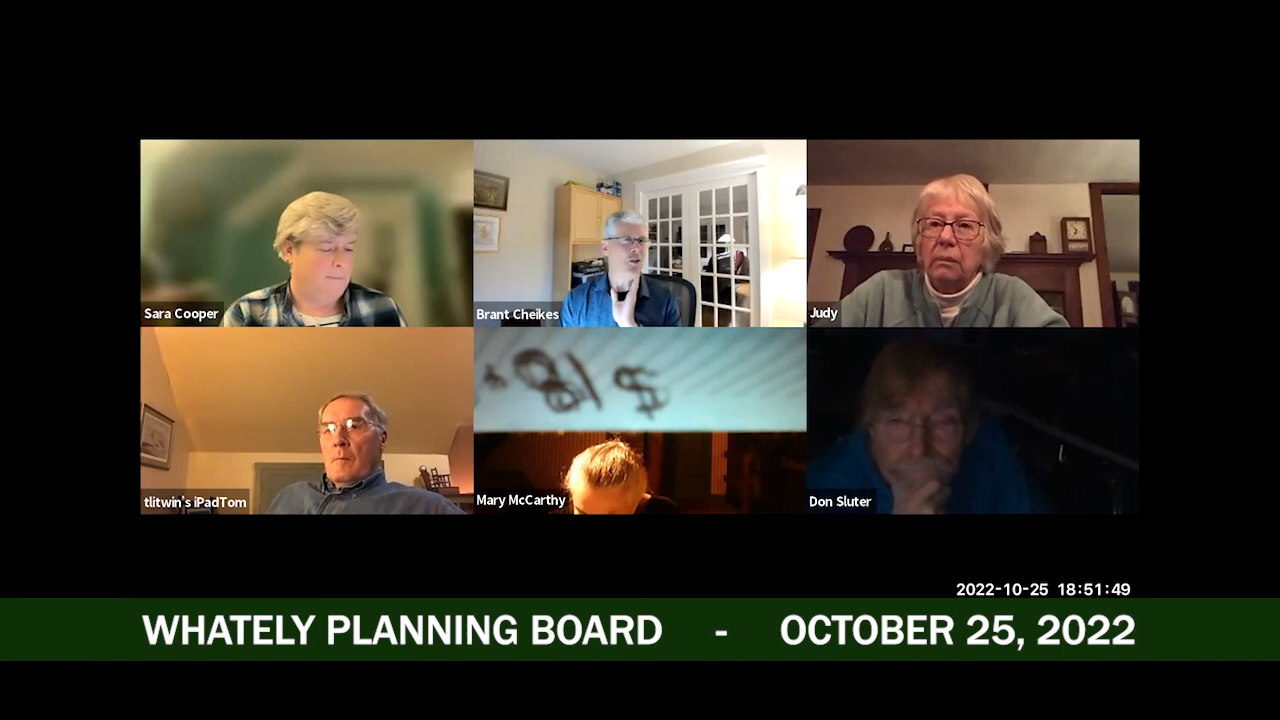 Sara Cooper
Brant Cheikes
Judy
tlitwin's iPadTom
Mary McCarthy
Don Sluter
2022-10-25 18:51:49
WHATELY PLANNING BOARD - OCTOBER 25, 2022